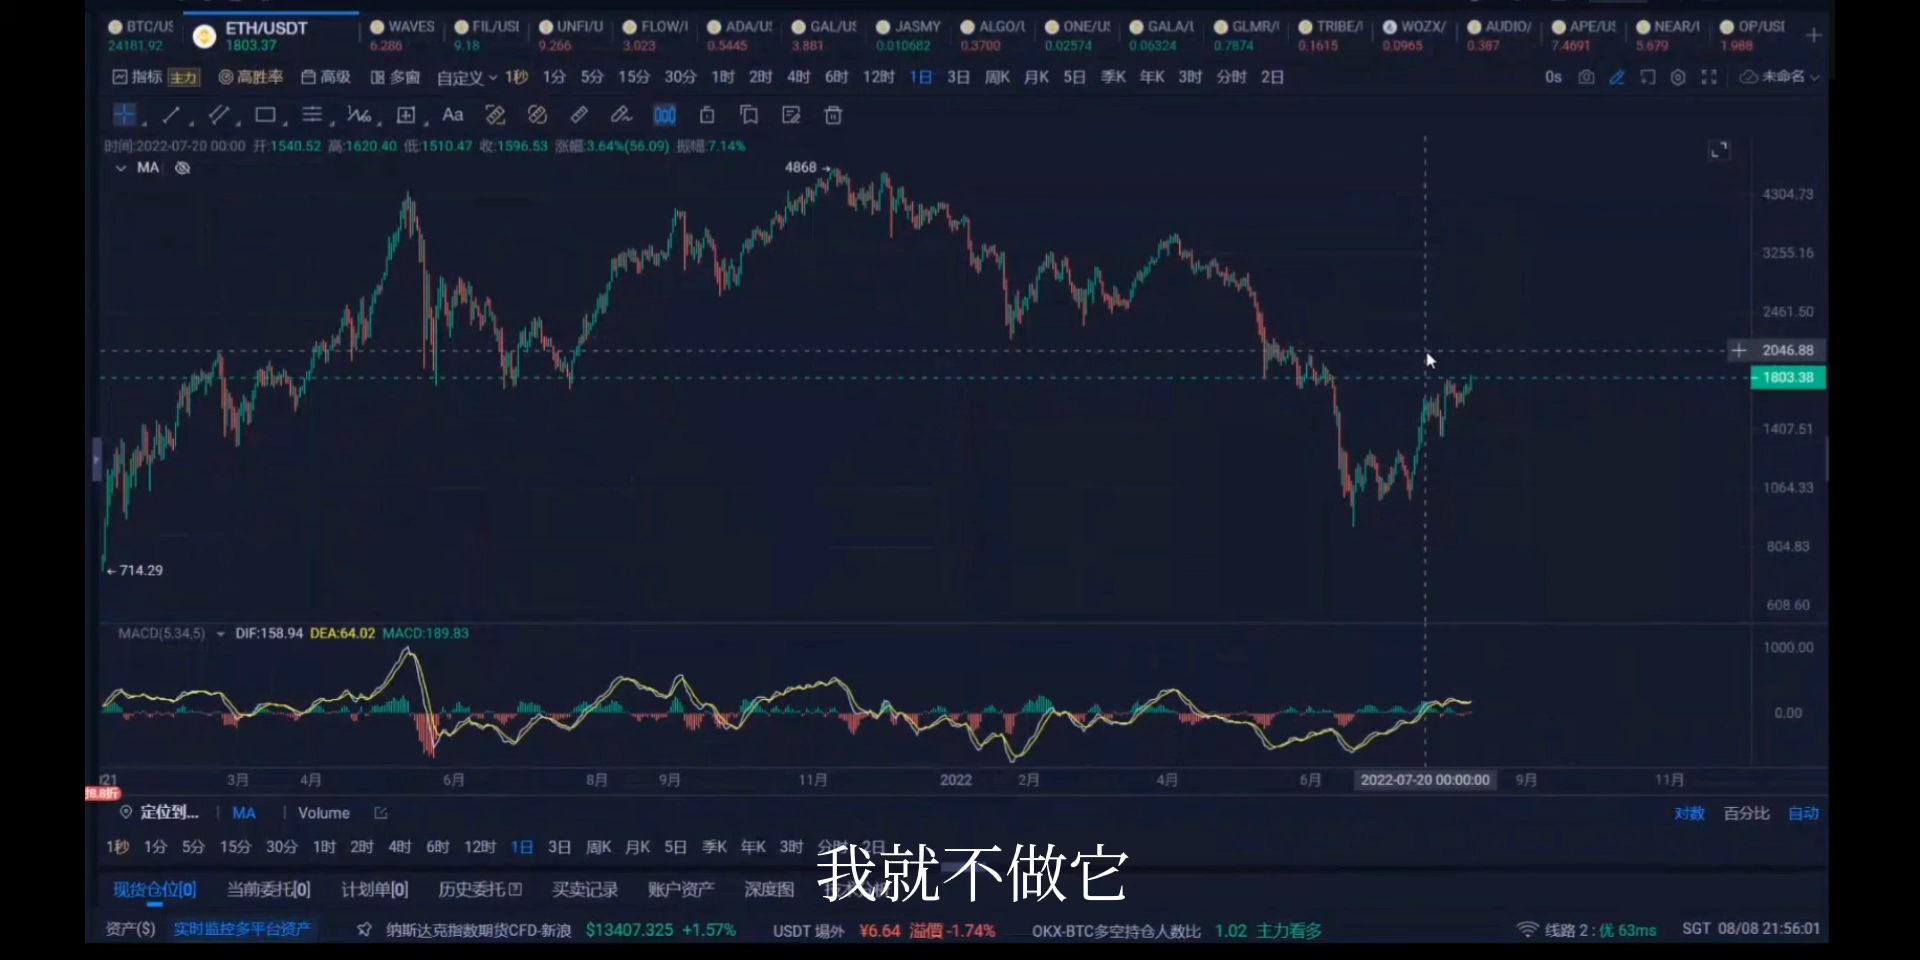 BTC/US ETH/USDT WAVES FIL/USI UNFI/U FLOW/I ADA/US GAL/US JASMY ALGO/U ONE/US GALA/U GLMR/I TRIBE/I WOZX/ AUDIO/ APE/US NEAR/U OP/USI
24181.92 1803.37 6.286 9.18 9.266 3.023 0.5445 3.881 0.010682 0.3700 0.02574 0.06324 0.7874 0.1615 0.0965 0.387 7.4691 5.679 1.988
指标 主力 高胜率 高级 多窗 自定义 1秒 1分 5分 15分 30分 1时 2时 4时 6时 12时 1日 3日 周K 月K 5日 季K 年K 3时 分时 2日 0s 未命名
Aa
时间:2022-07-20 00:00 开:1540.52 高:1620.40 低:1510.47 收:1596.53 涨幅:3.64%(56.09) 振幅:7.14%
MA
4868
4304.73
3255.16
2461.50
2046.88
1803.38
1407.51
1064.33
804.83
714.29
608.60
MACD(5,34,5) DIF:158.94 DEA:64.02 MACD:189.83
1000.00
0.00
3月 4月 6月 8月 9月 11月 2022 2月 4月 6月 2022-07-20 00:00:00 9月 11月
8.8折
定位到... MA Volume 对数 百分比 自动
1秒 1分 5分 15分 30分 1时 2时 4时 6时 12时 1日 3日 周K 月K 5日 季K 年K 3时 分时 2日
我就不做它
现货仓位[0] 当前委托[0] 计划单[0] 历史委托 买卖记录 账户资产 深度图
资产($) 实时监控多平台资产 纳斯达克指数期货CFD-新浪 $13407.325 +1.57% USDT 场外 ¥6.64 溢價 -1.74% OKX-BTC多空持仓人数比 1.02 主力看多 线路 2 : 优 63ms SGT 08/08 21:56:01